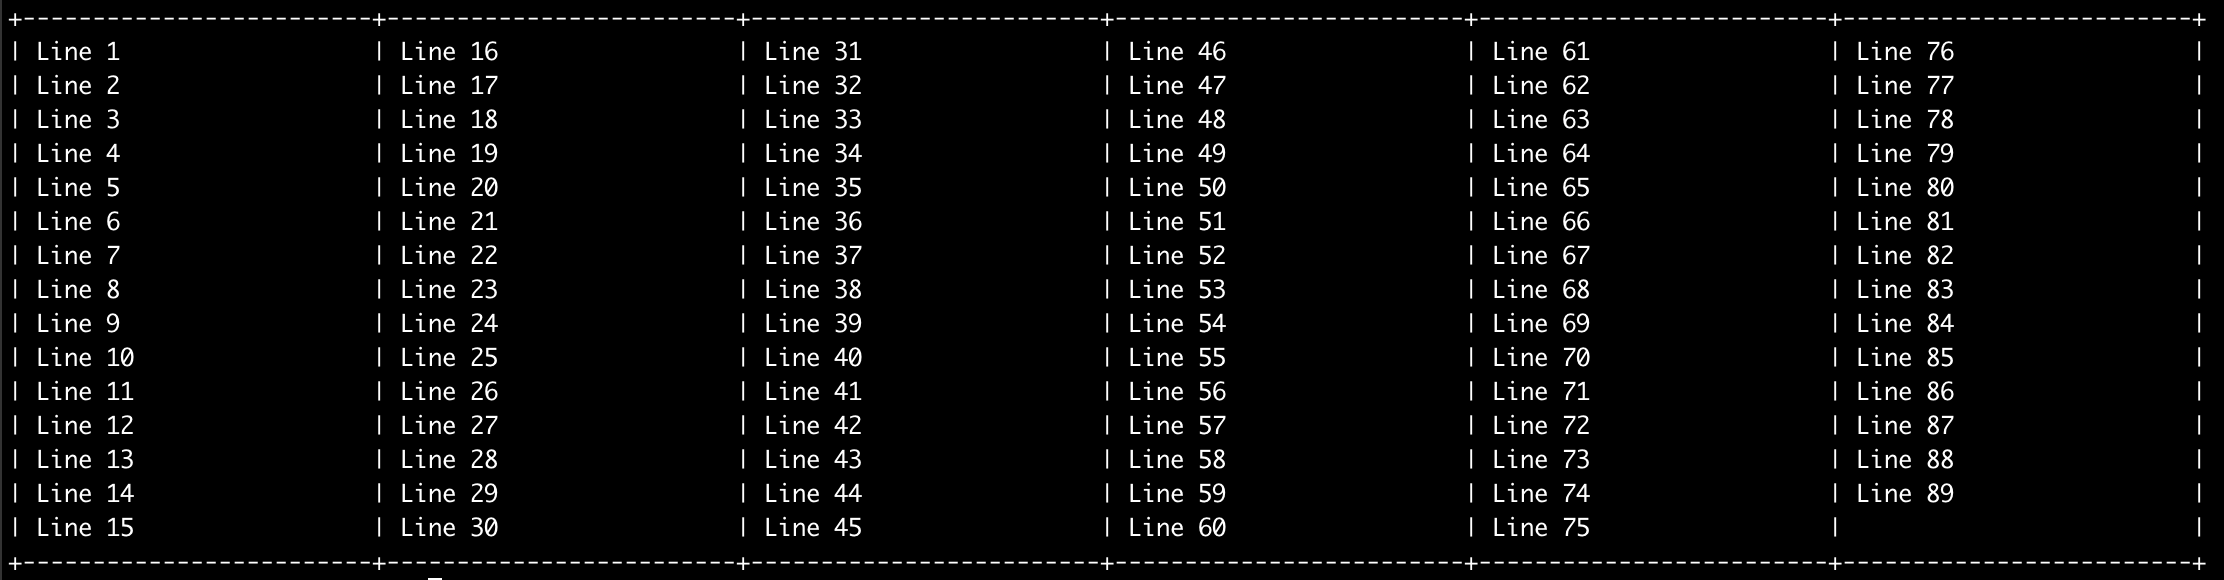 +-------------------------+-------------------------+-------------------------+-------------------------+-------------------------+-------------------------+
| Line 1                  | Line 16                 | Line 31                 | Line 46                 | Line 61                 | Line 76                 |
| Line 2                  | Line 17                 | Line 32                 | Line 47                 | Line 62                 | Line 77                 |
| Line 3                  | Line 18                 | Line 33                 | Line 48                 | Line 63                 | Line 78                 |
| Line 4                  | Line 19                 | Line 34                 | Line 49                 | Line 64                 | Line 79                 |
| Line 5                  | Line 20                 | Line 35                 | Line 50                 | Line 65                 | Line 80                 |
| Line 6                  | Line 21                 | Line 36                 | Line 51                 | Line 66                 | Line 81                 |
| Line 7                  | Line 22                 | Line 37                 | Line 52                 | Line 67                 | Line 82                 |
| Line 8                  | Line 23                 | Line 38                 | Line 53                 | Line 68                 | Line 83                 |
| Line 9                  | Line 24                 | Line 39                 | Line 54                 | Line 69                 | Line 84                 |
| Line 10                 | Line 25                 | Line 40                 | Line 55                 | Line 70                 | Line 85                 |
| Line 11                 | Line 26                 | Line 41                 | Line 56                 | Line 71                 | Line 86                 |
| Line 12                 | Line 27                 | Line 42                 | Line 57                 | Line 72                 | Line 87                 |
| Line 13                 | Line 28                 | Line 43                 | Line 58                 | Line 73                 | Line 88                 |
| Line 14                 | Line 29                 | Line 44                 | Line 59                 | Line 74                 | Line 89                 |
| Line 15                 | Line 30                 | Line 45                 | Line 60                 | Line 75                 |                         |
+-------------------------+-------------------------+-------------------------+-------------------------+-------------------------+-------------------------+